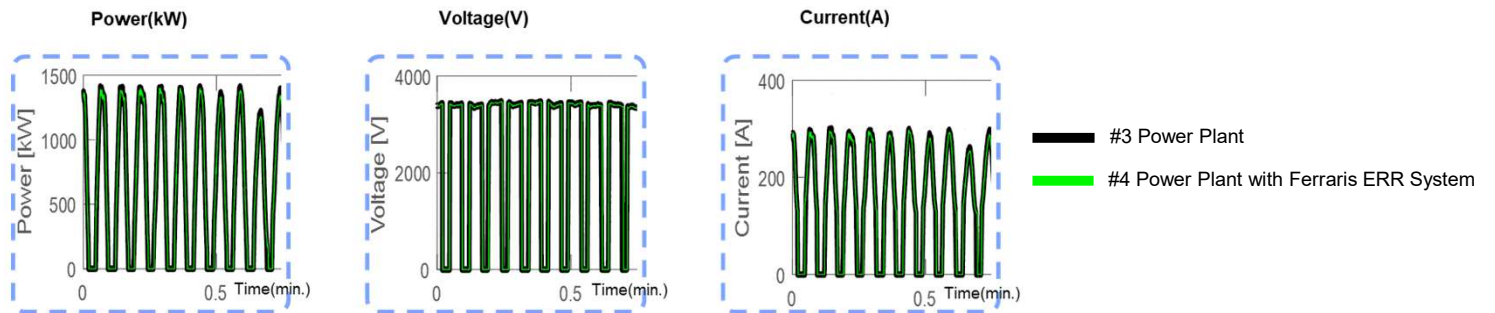 Power(kW)
Voltage(V)
Current(A)
1500
1000
500
0
Power [kW]
0
0.5
Time(min.)
4000
2000
0
Voltage [V]
0
0.5
Time(min.)
400
200
0
Current [A]
0
0.5
Time(min.)
#3 Power Plant
#4 Power Plant with Ferraris ERR System